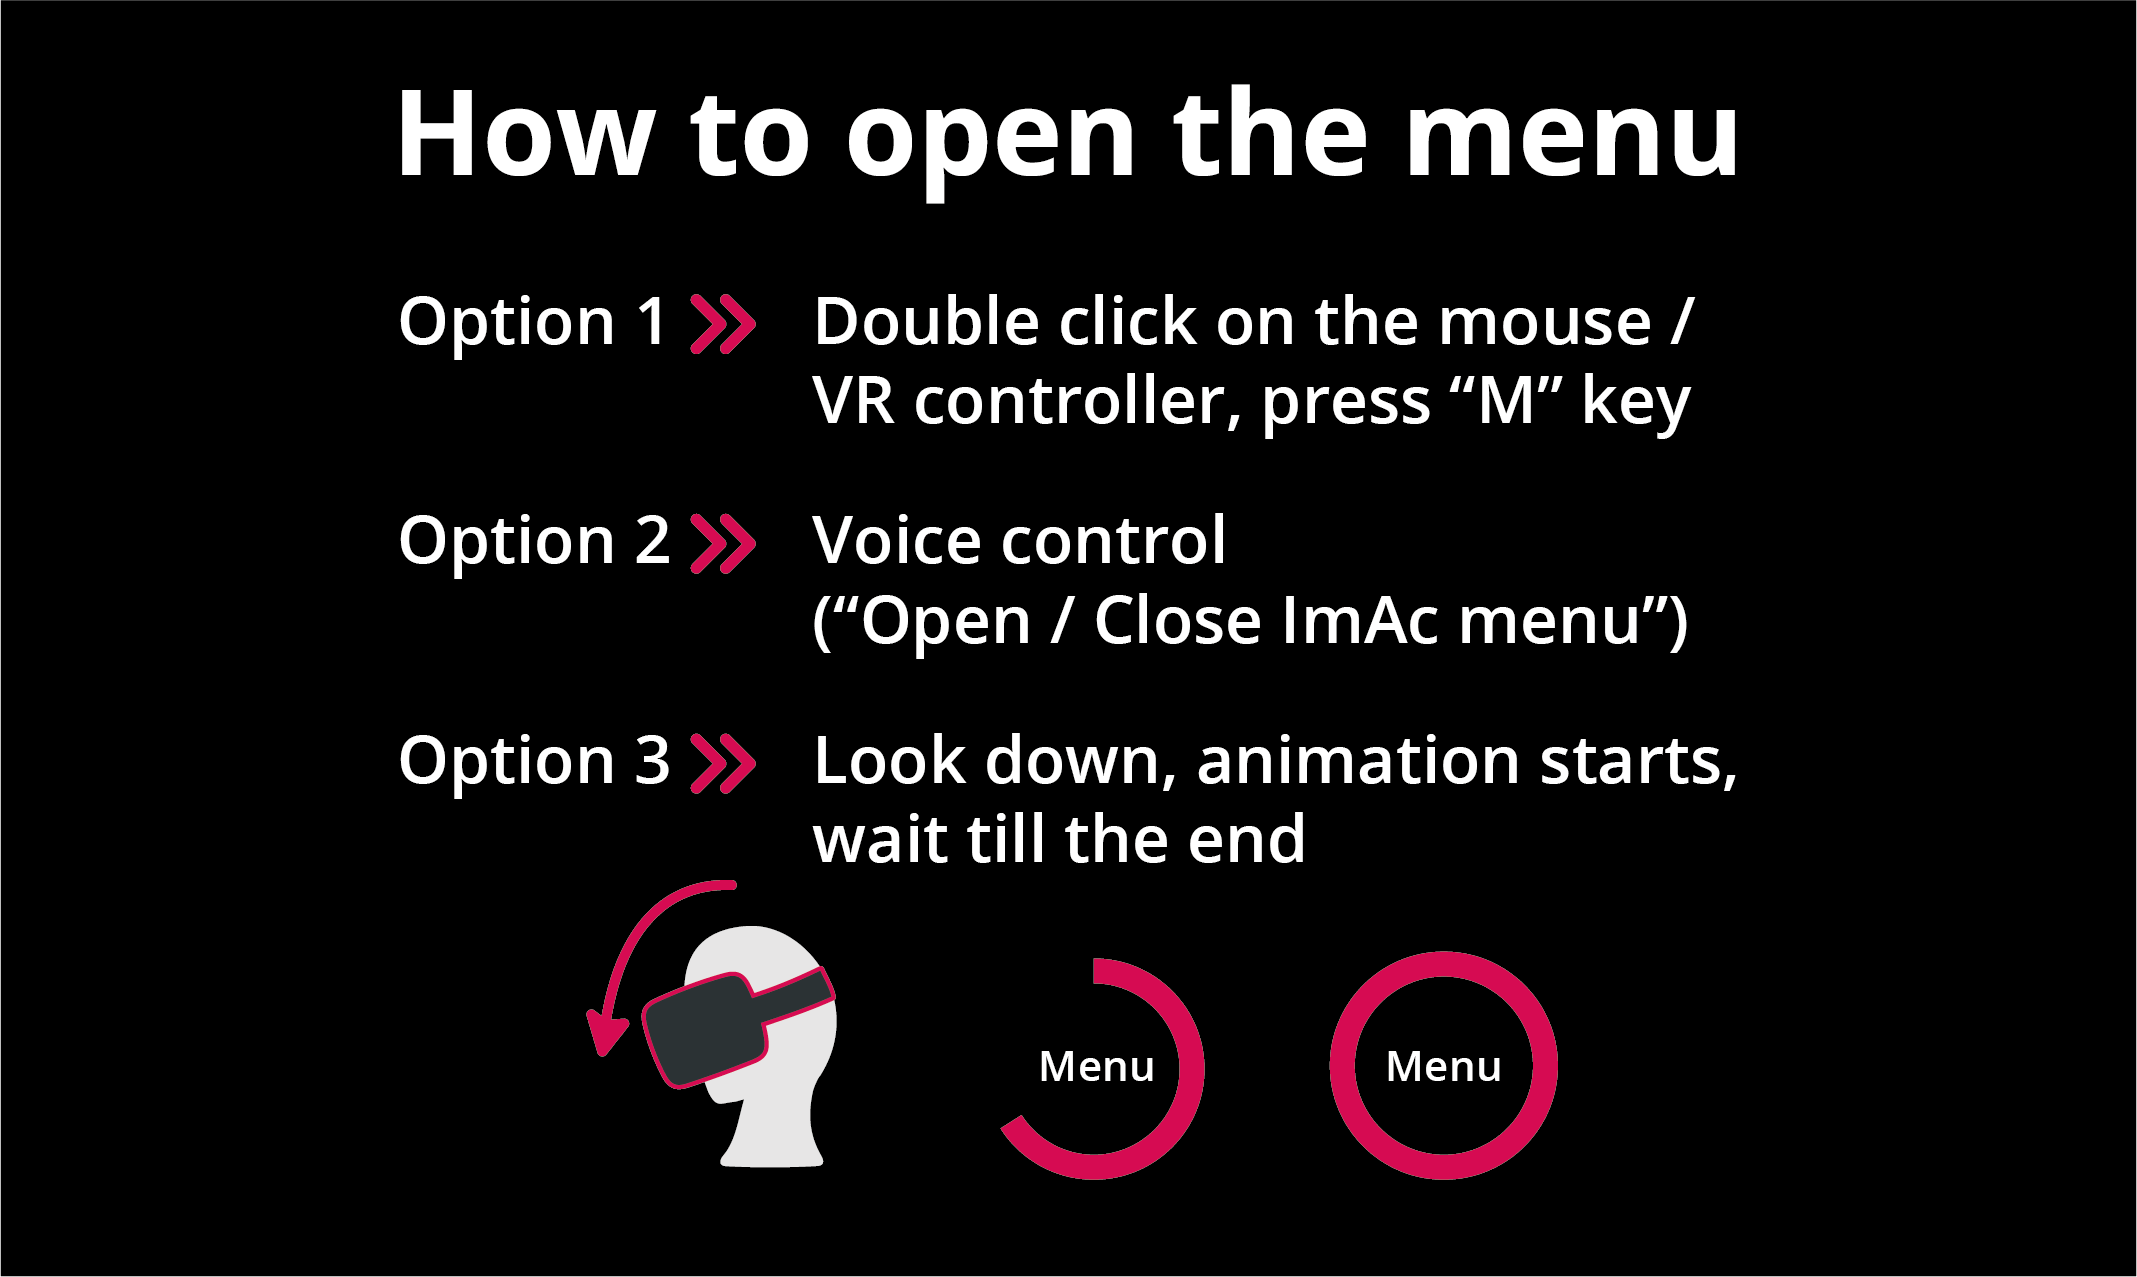 How to open the menu
Option 1 Double click on the mouse /
VR controller, press “M” key
Option 2 Voice control
(“Open / Close ImAc menu”)
Option 3 Look down, animation starts,
wait till the end
Menu Menu